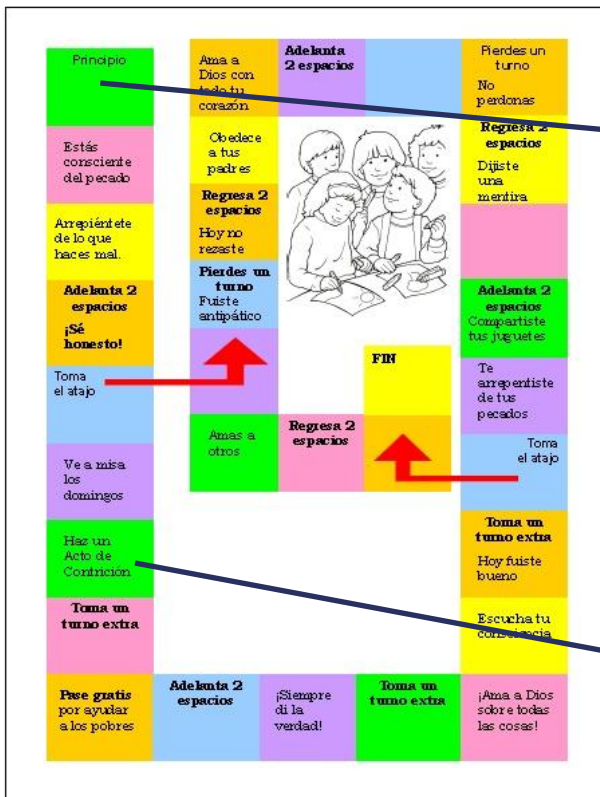 Principio
Estás
consciente
del pecado
Arrepiéntete
de lo que
haces mal.
Adelanta 2
espacios
¡Sé
honesto!
Toma
el atajo
Ve a misa
los
domingos
Haz un
Acto de
Contrición
Toma un
turno extra
Pase gratis
por ayudar
a los pobres
Adelanta 2
espacios
¡Siempre
di la
verdad!
Toma un
turno extra
¡Ama a Dios
sobre todas
las cosas!
Escucha tu
consciencia
Toma un
turno extra
Hoy fuiste
bueno
Toma
el atajo
Te
arrepentiste
de tus
pecados
Adelanta 2
espacios
Compartiste
tus juguetes
Regresa 2
espacios
Dijiste
una
mentira
Pierdes un
turno
No
perdonas
Adelanta
2 espacios
Ama a
Dios con
todo tu
corazón
Obedece
a tus
padres
Regresa 2
espacios
Hoy no
rezaste
Pierdes un
turno
Fuiste
antipático
Amas a
otros
Regresa 2
espacios
FIN